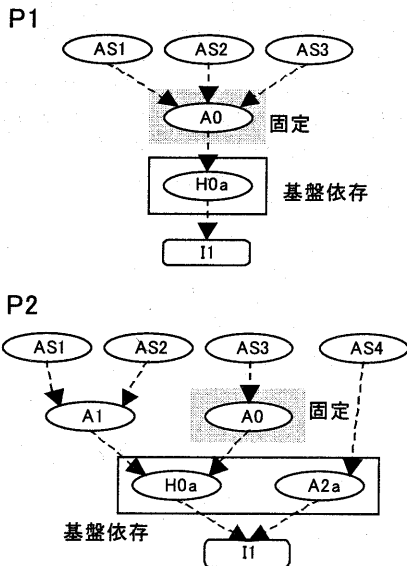 P1
AS1 AS2 AS3
A0
固定
H0a
基盤依存
I1
P2
AS1 AS2 AS3 AS4
A1 A0
固定
H0a A2a
基盤依存
I1